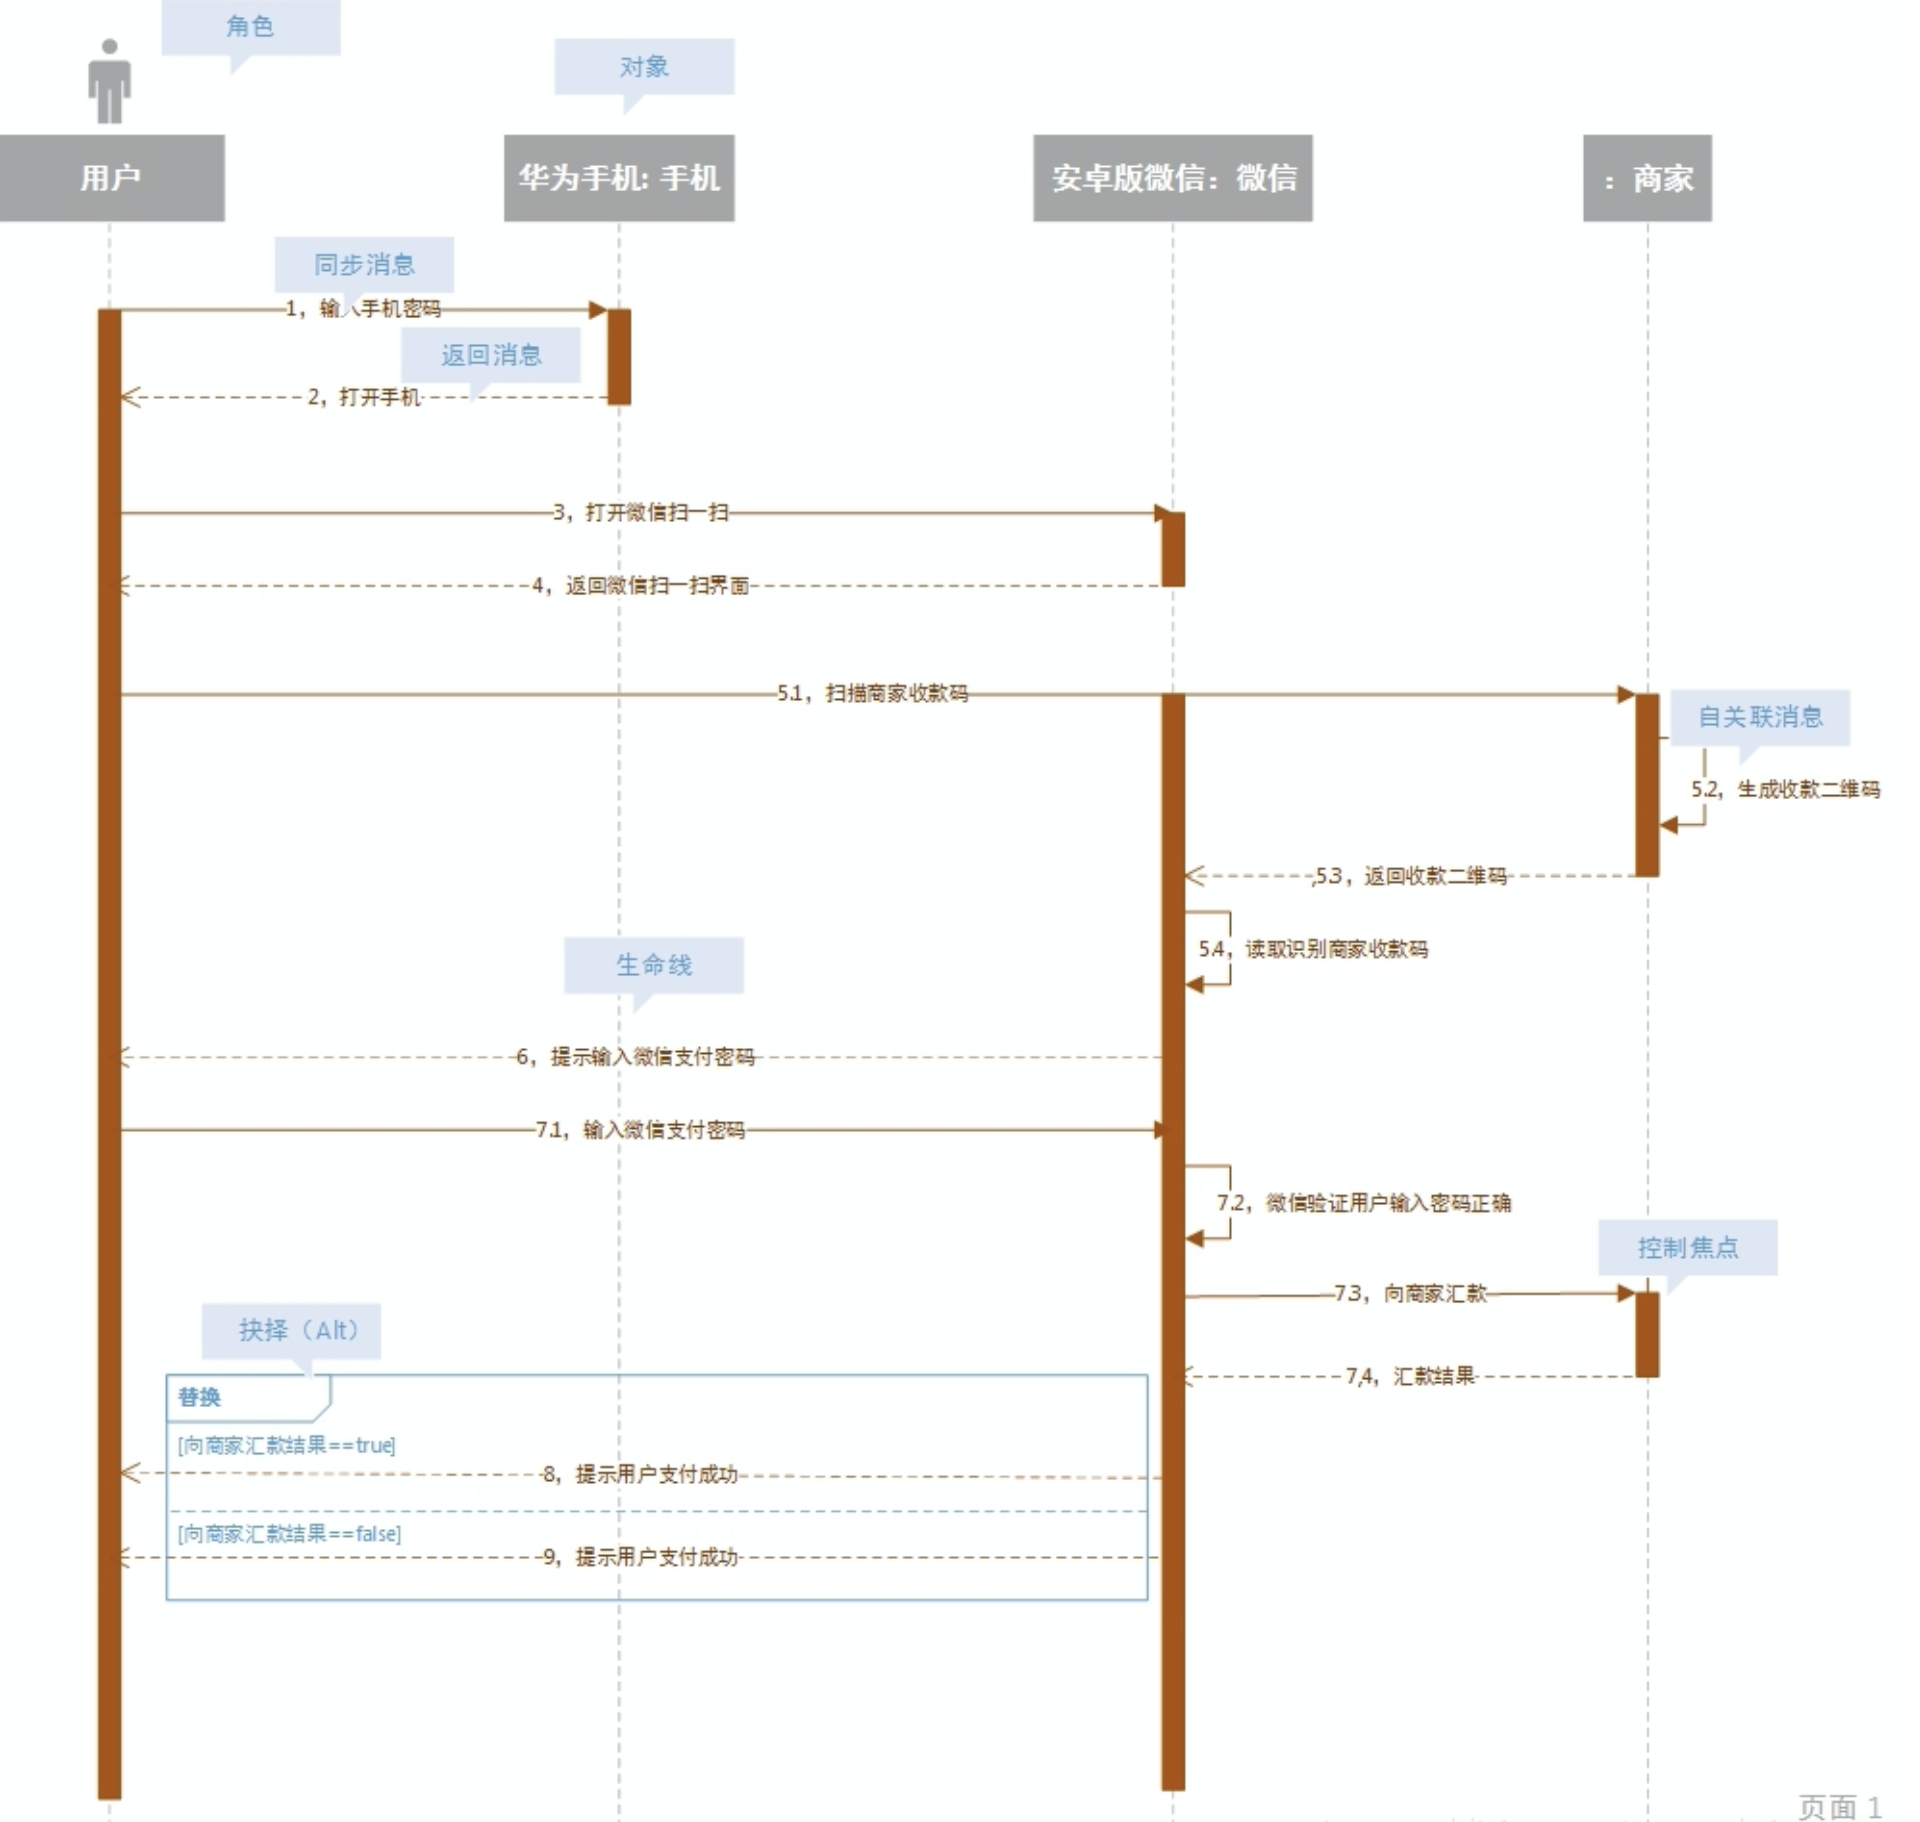 角色
对象
用户
华为手机: 手机
安卓版微信：微信
：商家
同步消息
1，输入手机密码
返回消息
2，打开手机
3，打开微信扫一扫
4，返回微信扫一扫界面
5.1，扫描商家收款码
自关联消息
5.2，生成收款二维码
5.3，返回收款二维码
5.4，读取识别商家收款码
生命线
6，提示输入微信支付密码
7.1，输入微信支付密码
7.2，微信验证用户输入密码正确
控制焦点
7.3，向商家汇款
抉择（Alt）
7.4，汇款结果
替换
[向商家汇款结果==true]
8，提示用户支付成功
[向商家汇款结果==false]
9，提示用户支付成功
页面 1